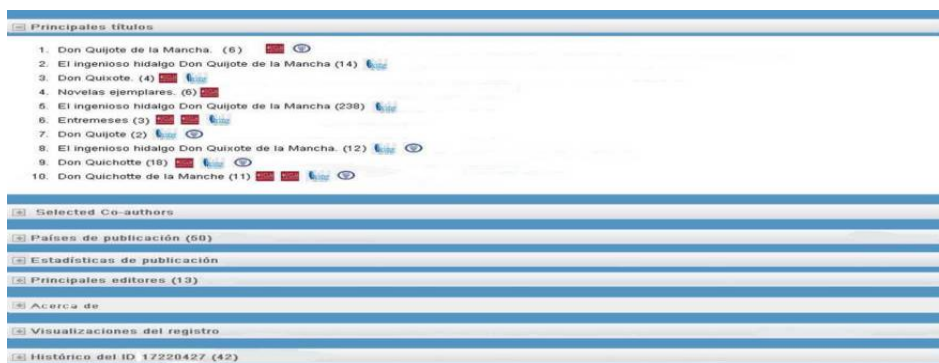 Principales títulos
1. Don Quijote de la Mancha. (6)
2. El ingenioso hidalgo Don Quijote de la Mancha (14)
3. Don Quixote. (4)
4. Novelas ejemplares. (6)
5. El ingenioso hidalgo Don Quijote de la Mancha (238)
6. Entremeses (3)
7. Don Quijote (2)
8. El ingenioso hidalgo Don Quixote de la Mancha. (12)
9. Don Quichotte (18)
10. Don Quichotte de la Manche (11)
Selected Co-authors
Países de publicación (50)
Estadísticas de publicación
Principales editores (13)
Acerca de
Visualizaciones del registro
Histórico del ID 17220427 (42)